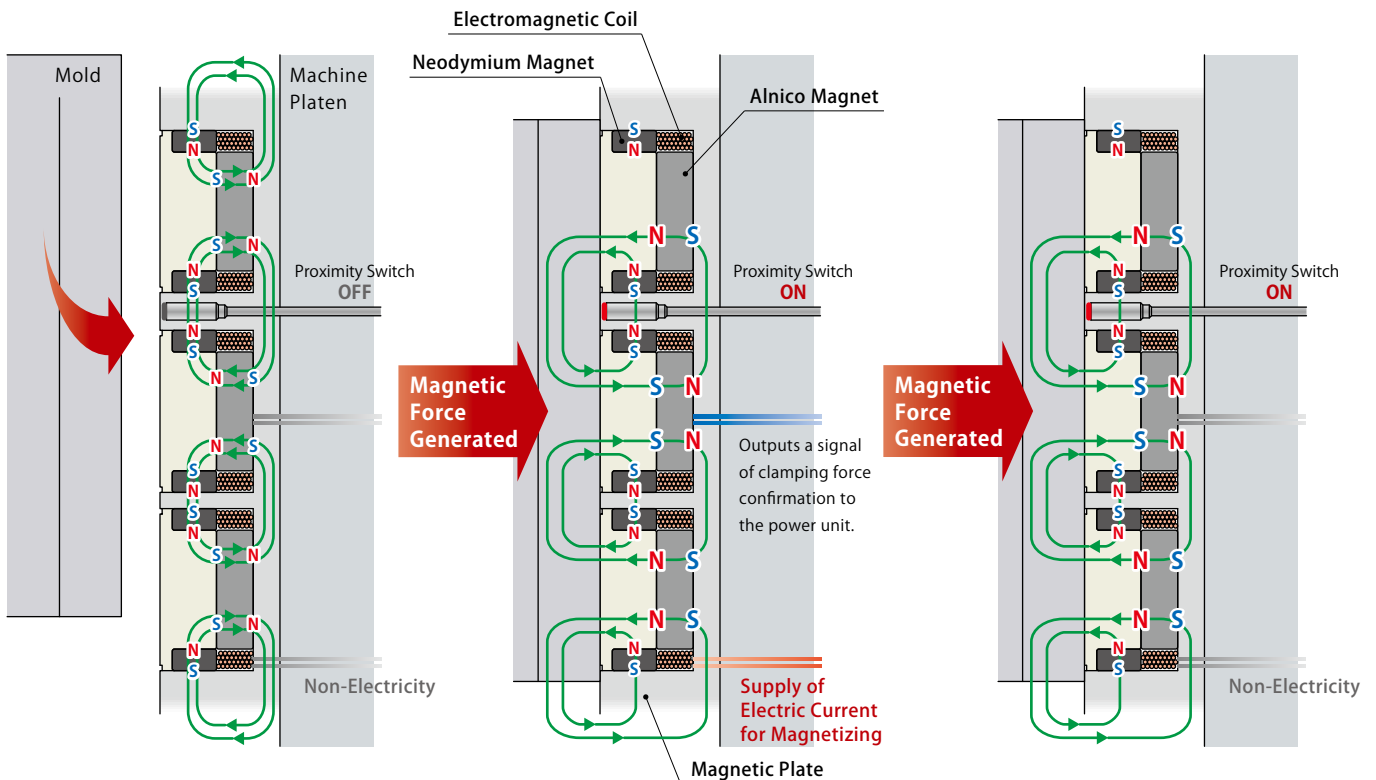 Electromagnetic Coil
Neodymium Magnet
Alnico Magnet
Mold
Machine
Platen
S
N
S N
S N
N
S
Proximity Switch
OFF
N
S
N S
N S
S
N
S
N
S N
S N
N
S
Non-Electricity
Magnetic
Force
Generated
S
N
N S
N
S
Proximity Switch
ON
N
S
S N
S N
S
N
S
N
N S
N S
N
S
Outputs a signal
of clamping force
confirmation to
the power unit.
Supply of
Electric Current
for Magnetizing
Magnetic Plate
Magnetic
Force
Generated
S
N
N S
N
S
Proximity Switch
ON
N
S
S N
S N
S
N
S
N
N S
N S
N
S
Non-Electricity